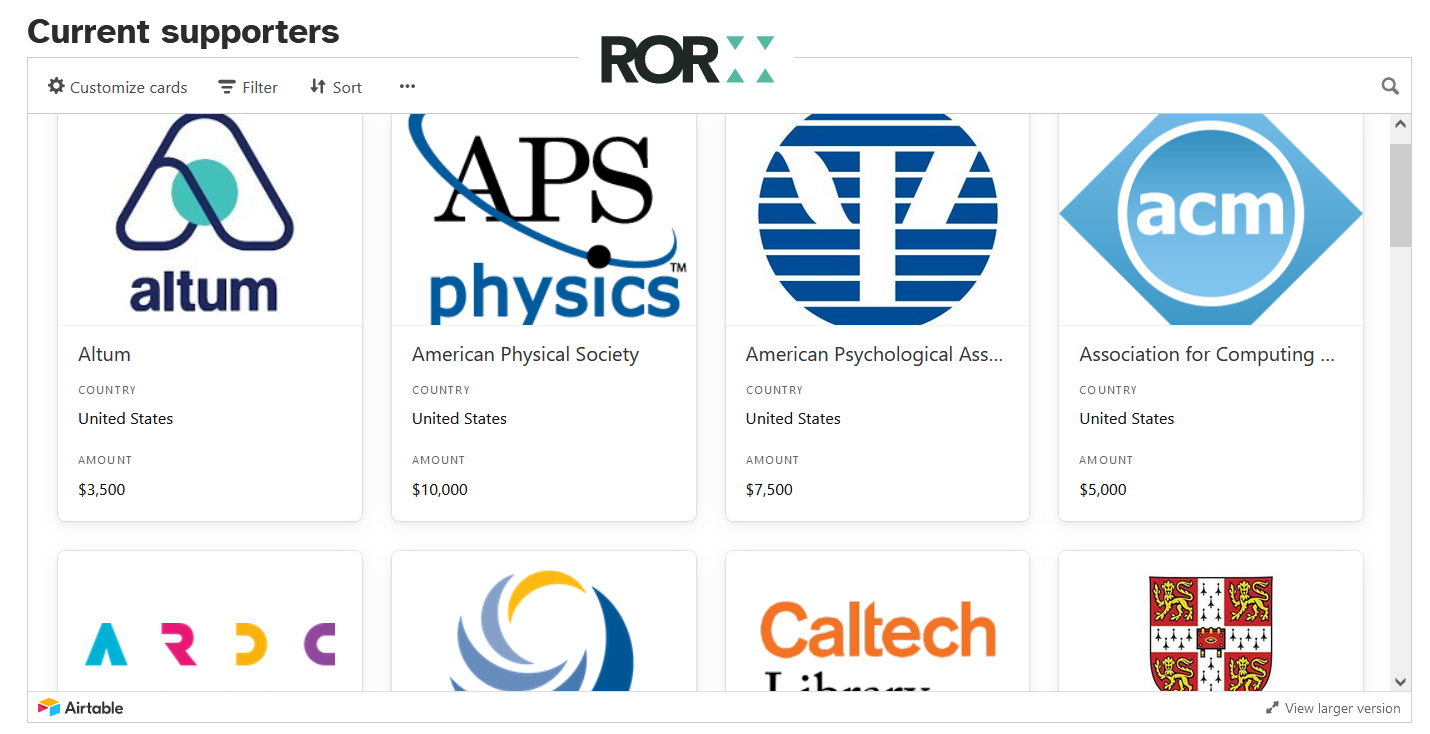 Current supporters
ROR
Customize cards Filter Sort ...
altum
APS
physics™
acm
Altum
COUNTRY
United States
AMOUNT
$3,500
American Physical Society
COUNTRY
United States
AMOUNT
$10,000
American Psychological Ass...
COUNTRY
United States
AMOUNT
$7,500
Association for Computing ...
COUNTRY
United States
AMOUNT
$5,000
ARDC
Caltech
Library
Airtable
View larger version